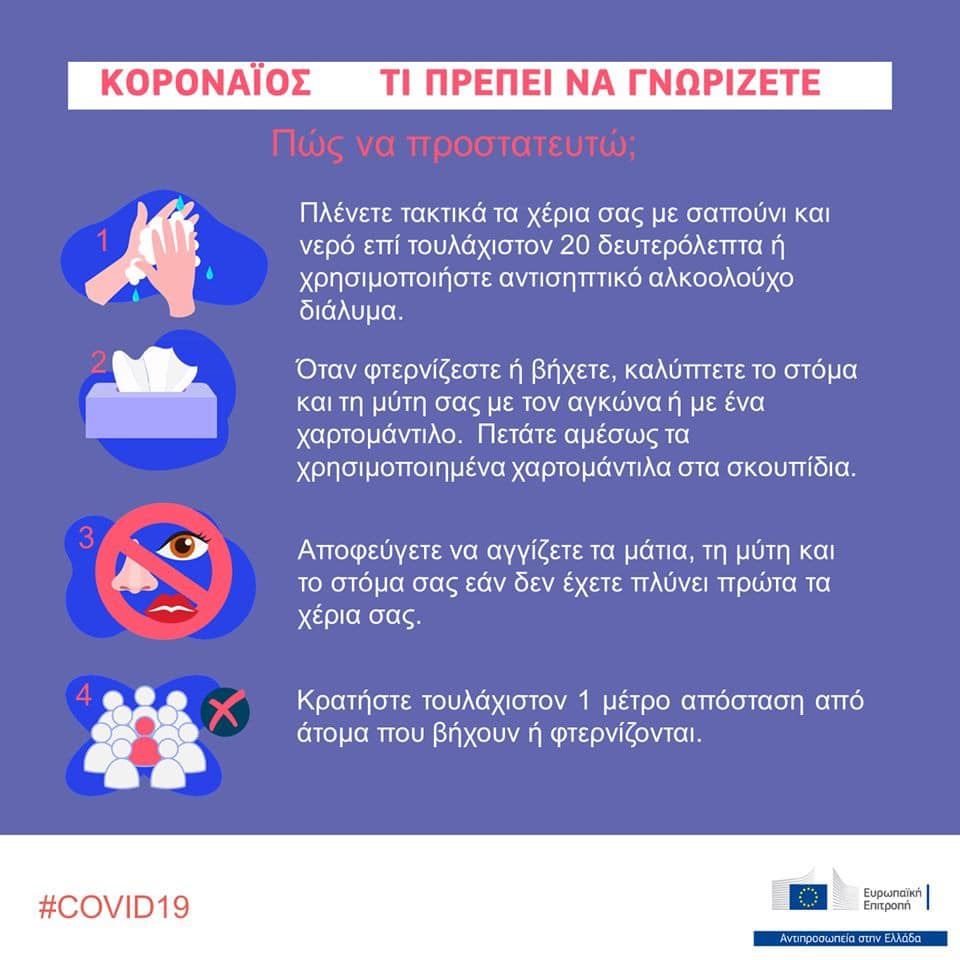 ΚΟΡΟΝΑΪΟΣ ΤΙ ΠΡΕΠΕΙ ΝΑ ΓΝΩΡΙΖΕΤΕ
Πώς να προστατευτώ;
1
Πλένετε τακτικά τα χέρια σας με σαπούνι και
νερό επί τουλάχιστον 20 δευτερόλεπτα ή
χρησιμοποιήστε αντισηπτικό αλκοολούχο
διάλυμα.
2
Όταν φτερνίζεστε ή βήχετε, καλύπτετε το στόμα
και τη μύτη σας με τον αγκώνα ή με ένα
χαρτομάντιλο. Πετάτε αμέσως τα
χρησιμοποιημένα χαρτομάντιλα στα σκουπίδια.
3
Αποφεύγετε να αγγίζετε τα μάτια, τη μύτη και
το στόμα σας εάν δεν έχετε πλύνει πρώτα τα
χέρια σας.
4
Κρατήστε τουλάχιστον 1 μέτρο απόσταση από
άτομα που βήχουν ή φτερνίζονται.
#COVID19
Ευρωπαϊκή
Επιτροπή
Αντιπροσωπεία στην Ελλάδα